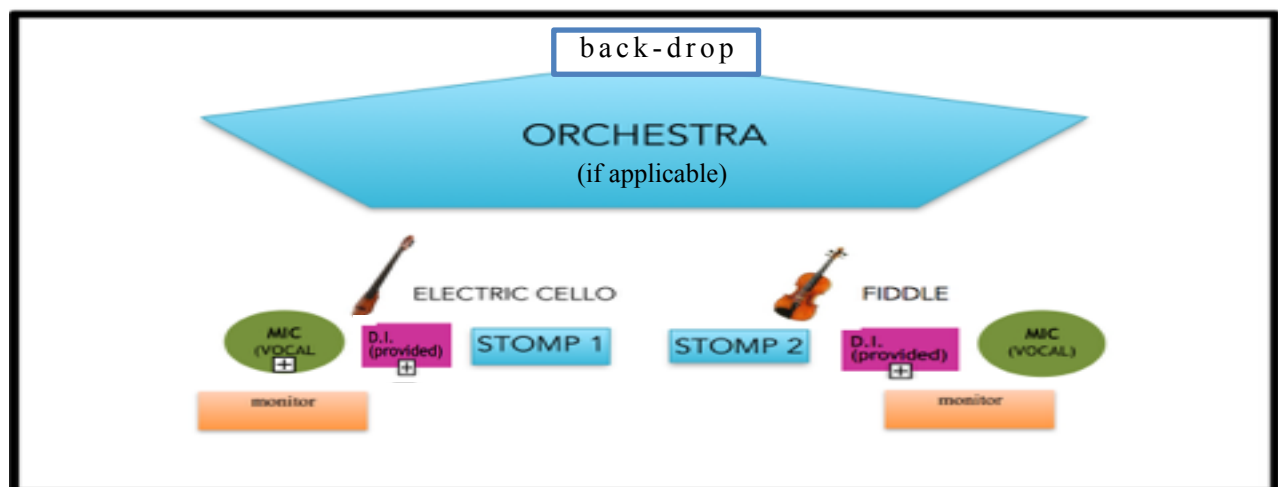 back-drop
ORCHESTRA
(if applicable)
ELECTRIC CELLO
FIDDLE
MIC
(VOCAL
D.I.
(provided)
STOMP 1
STOMP 2
D.I.
(provided)
MIC
(VOCAL)
monitor
monitor